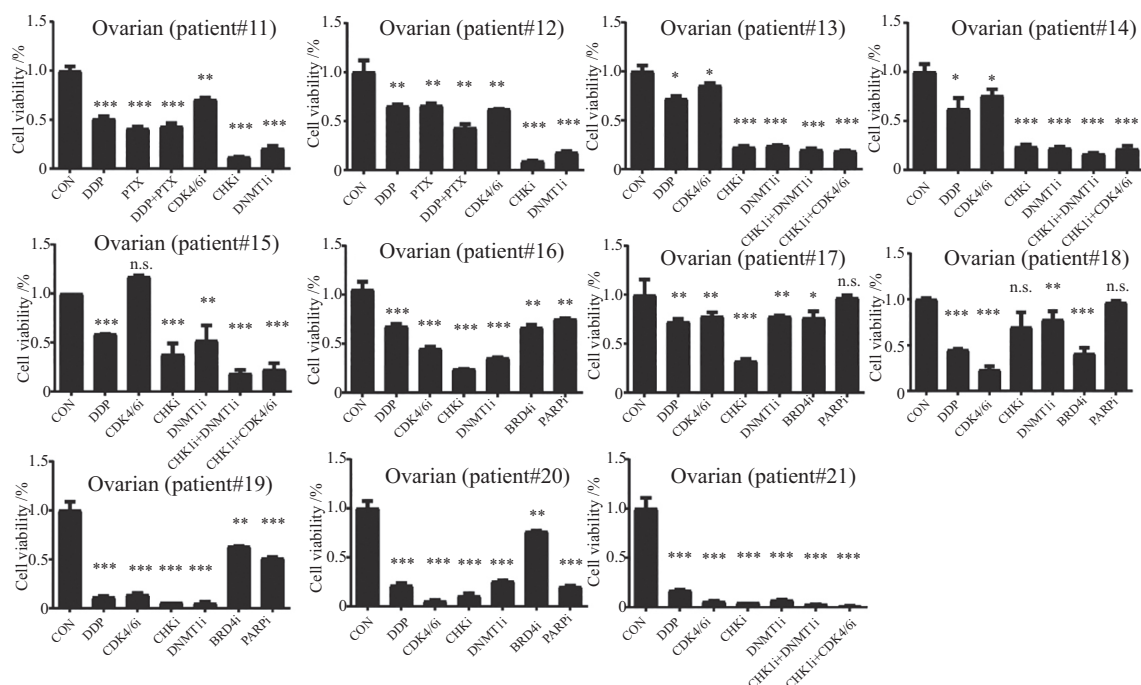 Ovarian (patient#11)
Cell viability /%
1.5
1.0
0.5
0
***
***
***
**
***
***
CON
DDP
PTX
DDP+PTX
CDK4/6i
CHKi
DNMT1i
Ovarian (patient#12)
Cell viability /%
1.5
1.0
0.5
0
**
**
**
**
***
***
CON
DDP
PTX
DDP+PTX
CDK4/6i
CHKi
DNMT1i
Ovarian (patient#13)
Cell viability /%
1.5
1.0
0.5
0
*
*
***
***
***
***
CON
DDP
CDK4/6i
CHKi
DNMT1i
CHK1i+DNMT1i
CHK1i+CDK4/6i
Ovarian (patient#14)
Cell viability /%
1.5
1.0
0.5
0
*
*
***
***
***
***
CON
DDP
CDK4/6i
CHKi
DNMT1i
CHK1i+DNMT1i
CHK1i+CDK4/6i
Ovarian (patient#15)
Cell viability /%
1.5
1.0
0.5
0
***
n.s.
***
**
***
***
CON
DDP
CDK4/6i
CHKi
DNMT1i
CHK1i+DNMT1i
CHK1i+CDK4/6i
Ovarian (patient#16)
Cell viability /%
1.5
1.0
0.5
0
***
***
***
***
**
**
CON
DDP
CDK4/6i
CHKi
DNMT1i
BRD4i
PARPi
Ovarian (patient#17)
Cell viability /%
1.5
1.0
0.5
0
**
**
***
**
*
n.s.
CON
DDP
CDK4/6i
CHKi
DNMT1i
BRD4i
PARPi
Ovarian (patient#18)
Cell viability /%
1.5
1.0
0.5
0
***
***
n.s.
**
***
n.s.
CON
DDP
CDK4/6i
CHKi
DNMT1i
BRD4i
PARPi
Ovarian (patient#19)
Cell viability /%
1.5
1.0
0.5
0
***
***
***
***
**
***
CON
DDP
CDK4/6i
CHKi
DNMT1i
BRD4i
PARPi
Ovarian (patient#20)
Cell viability /%
1.5
1.0
0.5
0
***
***
***
***
**
***
CON
DDP
CDK4/6i
CHKi
DNMT1i
BRD4i
PARPi
Ovarian (patient#21)
Cell viability /%
1.5
1.0
0.5
0
***
***
***
***
***
***
CON
DDP
CDK4/6i
CHKi
DNMT1i
CHK1i+DNMT1i
CHK1i+CDK4/6i